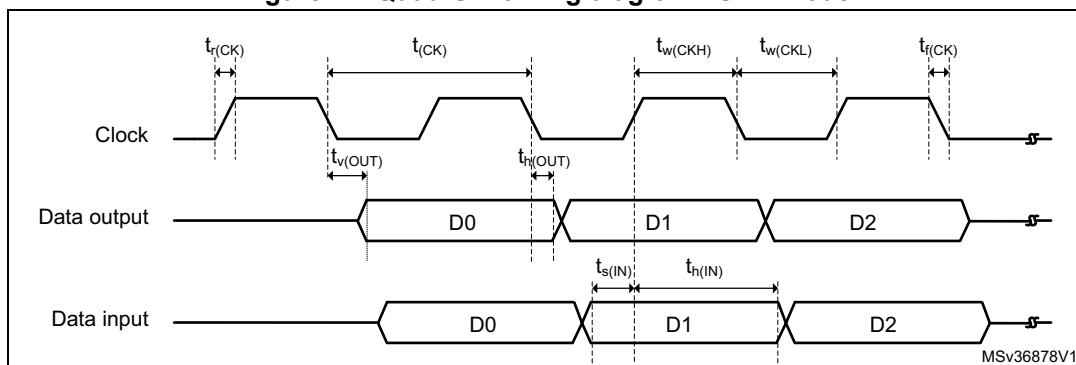 tr(CK) t(CK) tw(CKH) tw(CKL) tf(CK)
Clock
tv(OUT) th(OUT)
Data output D0 D1 D2
ts(IN) th(IN)
Data input D0 D1 D2
MSv36878V1